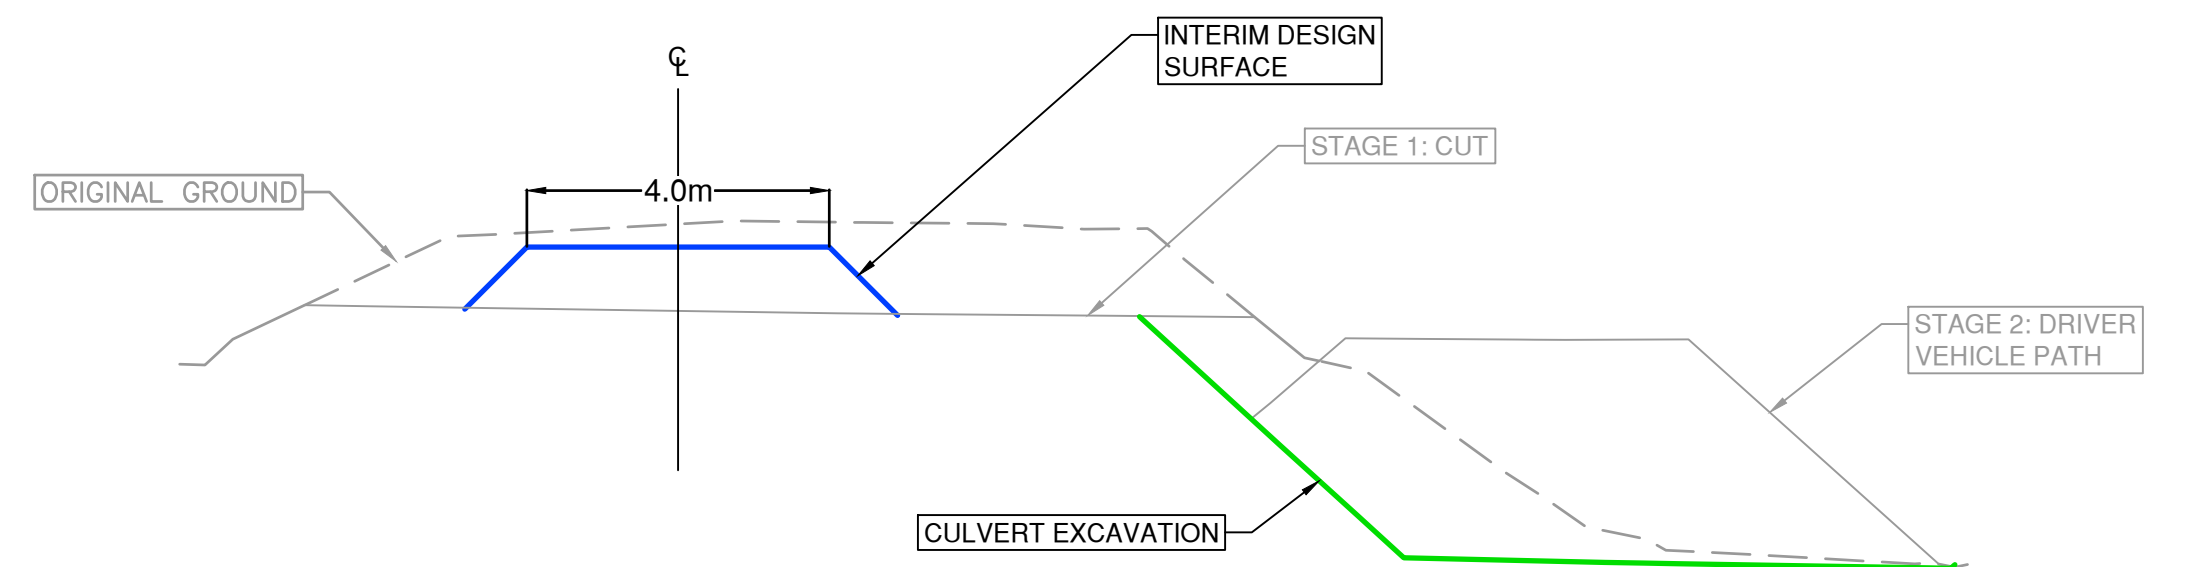 INTERIM DESIGN
SURFACE
℄
STAGE 1: CUT
ORIGINAL GROUND
4.0m
STAGE 2: DRIVER
VEHICLE PATH
CULVERT EXCAVATION